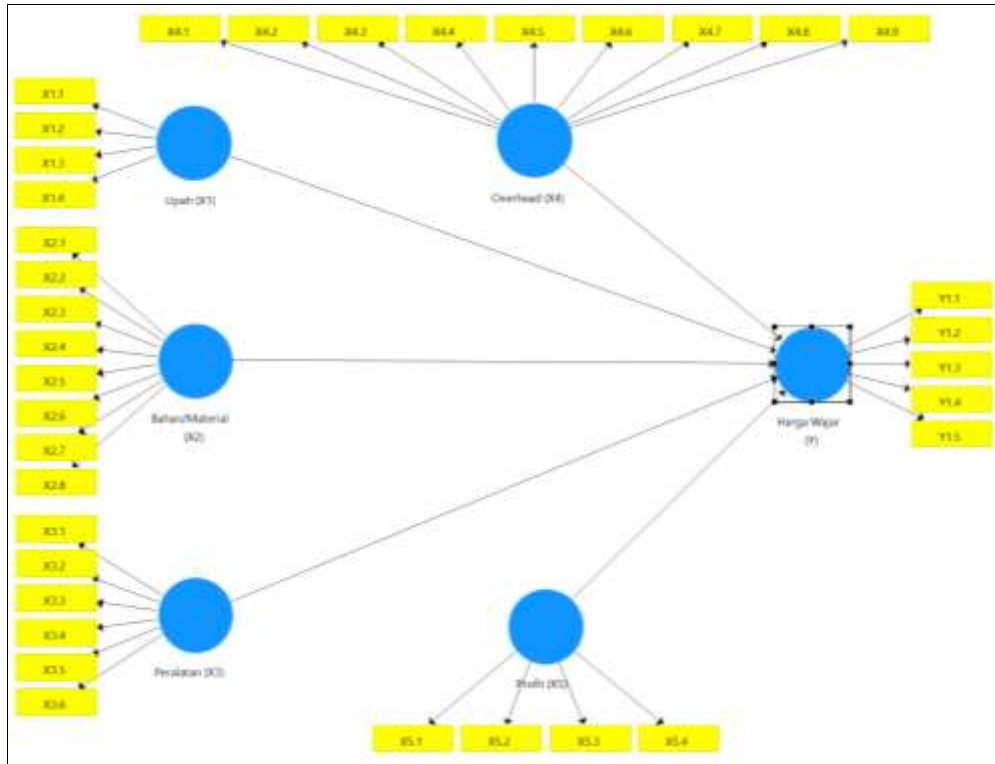 X4.1
X4.2
X4.3
X4.4
X4.5
X4.6
X4.7
X4.8
X4.9
X1.1
X1.2
X1.3
X1.4
Upah (X1)
Overhead (X4)
X2.1
X2.2
X2.3
X2.4
X2.5
X2.6
X2.7
X2.8
Bahan/Material
(X2)
Y1.1
Y1.2
Y1.3
Y1.4
Y1.5
Harga Wajar
(Y)
X3.1
X3.2
X3.3
X3.4
X3.5
X3.6
Peralatan (X3)
Profit (X5)
X5.1
X5.2
X5.3
X5.4